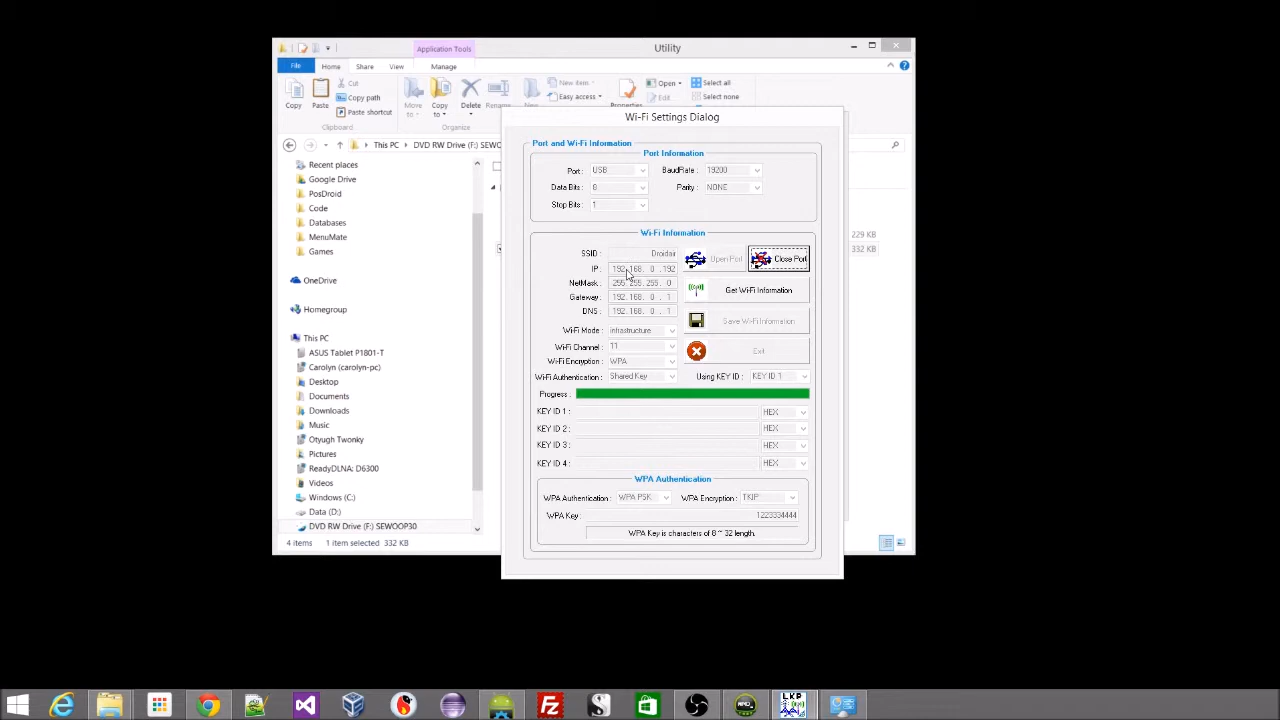 Application Tools
Utility
File
Home
Share
View
Manage
Copy
Paste
Cut
Copy path
Paste shortcut
Clipboard
Move to
Copy To
Delete
Rename
Organize
New
New item
Easy access
Properties
Open
Edit
Select all
Select none
This PC
DVD RW Drive (F:) SEWOO
Recent places
Google Drive
PosDroid
Code
Databases
MenuMate
Games
OneDrive
Homegroup
This PC
ASUS Tablet P1801-T
Carolyn (carolyn-pc)
Desktop
Documents
Downloads
Music
Otyugh Twonky
Pictures
ReadyDLNA: D6300
Videos
Windows (C:)
Data (D:)
DVD RW Drive (F:) SEWOOP30
4 items 1 item selected 332 KB
229 KB
332 KB
Wi-Fi Settings Dialog
Port and Wi-Fi Information
Port Information
Port : USB BaudRate : 19200
Data Bits : 8 Parity : NONE
Stop Bits : 1
Wi-Fi Information
SSID : Droidair
IP : 192.168. 0 .192
NetMask : 255.255.255. 0
Gateway : 192.168. 0 . 1
DNS : 192.168. 0 . 1
Open Port
Close Port
Get Wi-Fi Information
Save Wi-Fi Information
Exit
Wi-Fi Mode : infrastructure
Wi-Fi Channel : 11
Wi-Fi Encryption : WPA
Wi-Fi Authentication : Shared Key Using KEY ID : KEY ID 1
Progress :
KEY ID 1 : HEX
KEY ID 2 : HEX
KEY ID 3 : HEX
KEY ID 4 : HEX
WPA Authentication
WPA Authentication : WPA PSK WPA Encryption : TKIP
WPA Key : 1223334444
WPA Key is characters of 8 ~ 32 length.
LKP